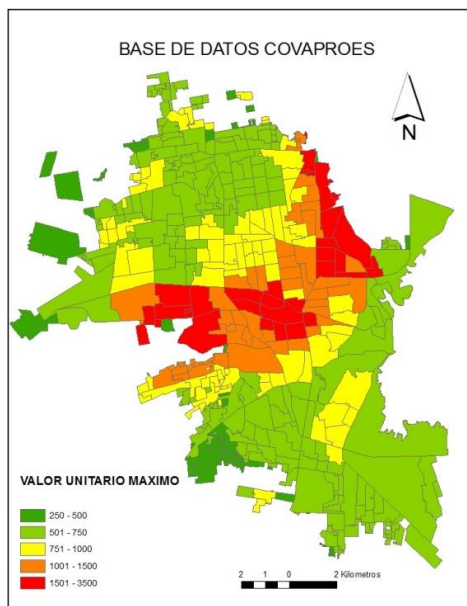 BASE DE DATOS COVAPROES
N
VALOR UNITARIO MAXIMO
250 - 500
501 - 750
751 - 1000
1001 - 1500
1501 - 3500
2 1 0 2 Kilometros